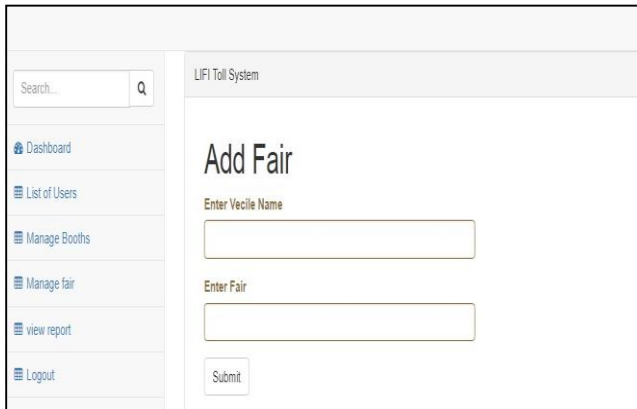 Search...
Dashboard
List of Users
Manage Booths
Manage fair
view report
Logout
LIFI Toll System
Add Fair
Enter Vecile Name
Enter Fair
Submit